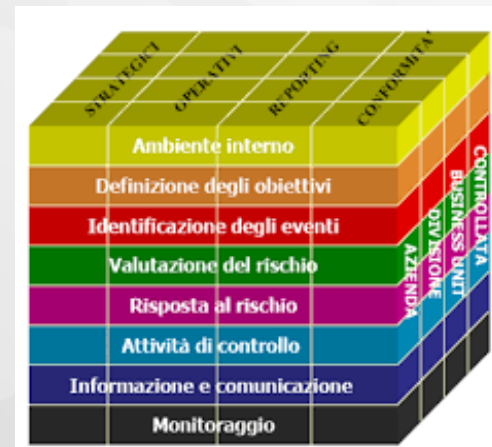 STRATEGICI
OPERATIVI
REPORTING
CONFORMITA'
Ambiente interno
Definizione degli obiettivi
Identificazione degli eventi
Valutazione del rischio
Risposta al rischio
Attività di controllo
Informazione e comunicazione
Monitoraggio
AZIENDA
DIVISIONE
BUSINESS UNIT
CONTROLLATA